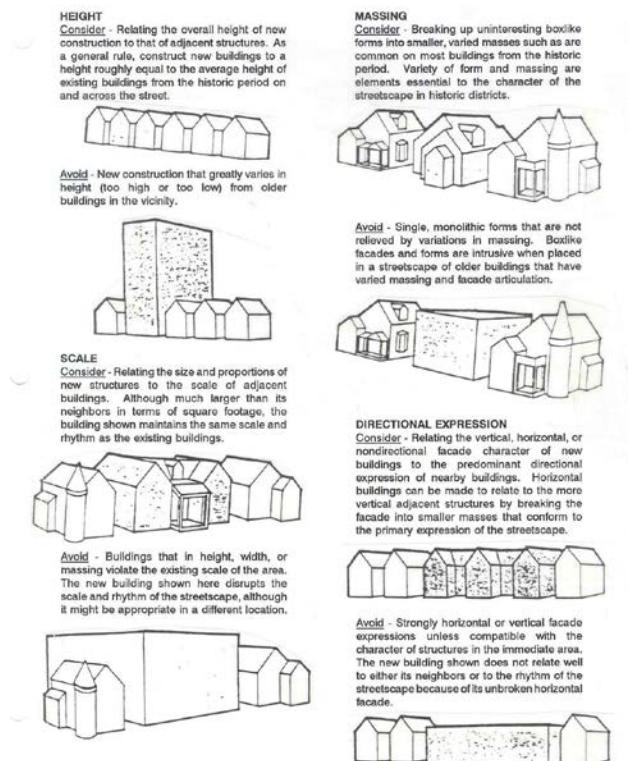 HEIGHT
Consider - Relating the overall height of new
construction to that of adjacent structures. As
a general rule, construct new buildings to a
height roughly equal to the average height of
existing buildings from the historic period on
and across the street.
Avoid - New construction that greatly varies in
height (too high or too low) from older
buildings in the vicinity.
SCALE
Consider - Relating the size and proportions of
new structures to the scale of adjacent
buildings. Although much larger than its
neighbors in terms of square footage, the
building shown maintains the same scale and
rhythm as the existing buildings.
Avoid - Buildings that in height, width, or
massing violate the existing scale of the area.
The new building shown here disrupts the
scale and rhythm of the streetscape, although
it might be appropriate in a different location.
MASSING
Consider - Breaking up uninteresting boxlike
forms into smaller, varied masses such as are
common on most buildings from the historic
period. Variety of form and massing are
elements essential to the character of the
streetscape in historic districts.
Avoid - Single, monolithic forms that are not
relieved by variations in massing. Boxlike
facades and forms are intrusive when placed
in a streetscape of older buildings that have
varied massing and facade articulation.
DIRECTIONAL EXPRESSION
Consider - Relating the vertical, horizontal, or
nondirectional facade character of new
buildings to the predominant directional
expression of nearby buildings. Horizontal
buildings can be made to relate to the more
vertical adjacent structures by breaking the
facade into smaller masses that conform to
the primary expression of the streetscape.
Avoid - Strongly horizontal or vertical facade
expressions unless compatible with the
character of structures in the immediate area.
The new building shown does not relate well
to either its neighbors or to the rhythm of the
streetscape because of its unbroken horizontal
facade.